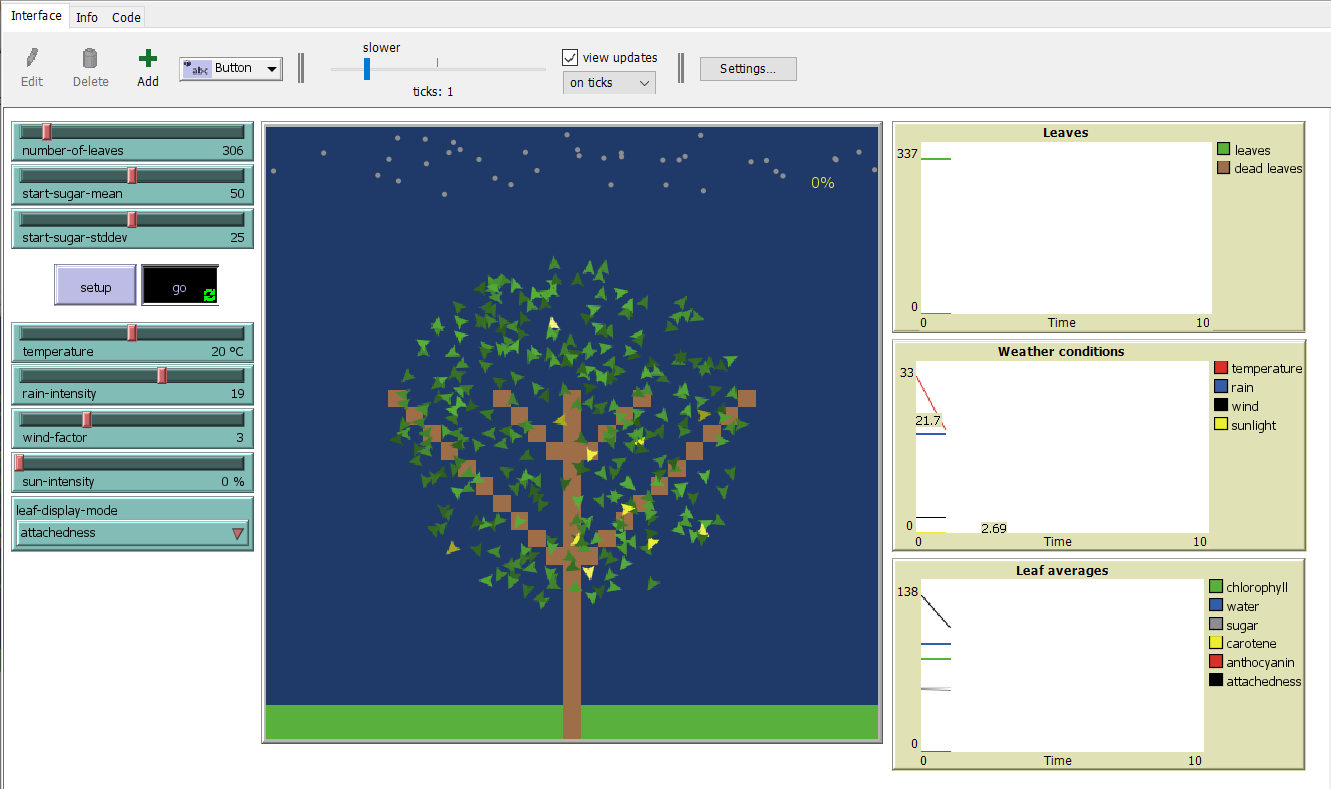 Interface Info Code
slower
Edit Delete Add abc Button ticks: 1 view updates on ticks Settings...
number-of-leaves 306
start-sugar-mean 50
start-sugar-stddev 25
setup go
temperature 20 °C
rain-intensity 19
wind-factor 3
sun-intensity 0 %
leaf-display-mode
attachedness
0%
Leaves
337
0
0 Time 10
leaves
dead leaves
Weather conditions
33
21.7
0
2.69
0 Time 10
temperature
rain
wind
sunlight
Leaf averages
138
0
0 Time 10
chlorophyll
water
sugar
carotene
anthocyanin
attachedness